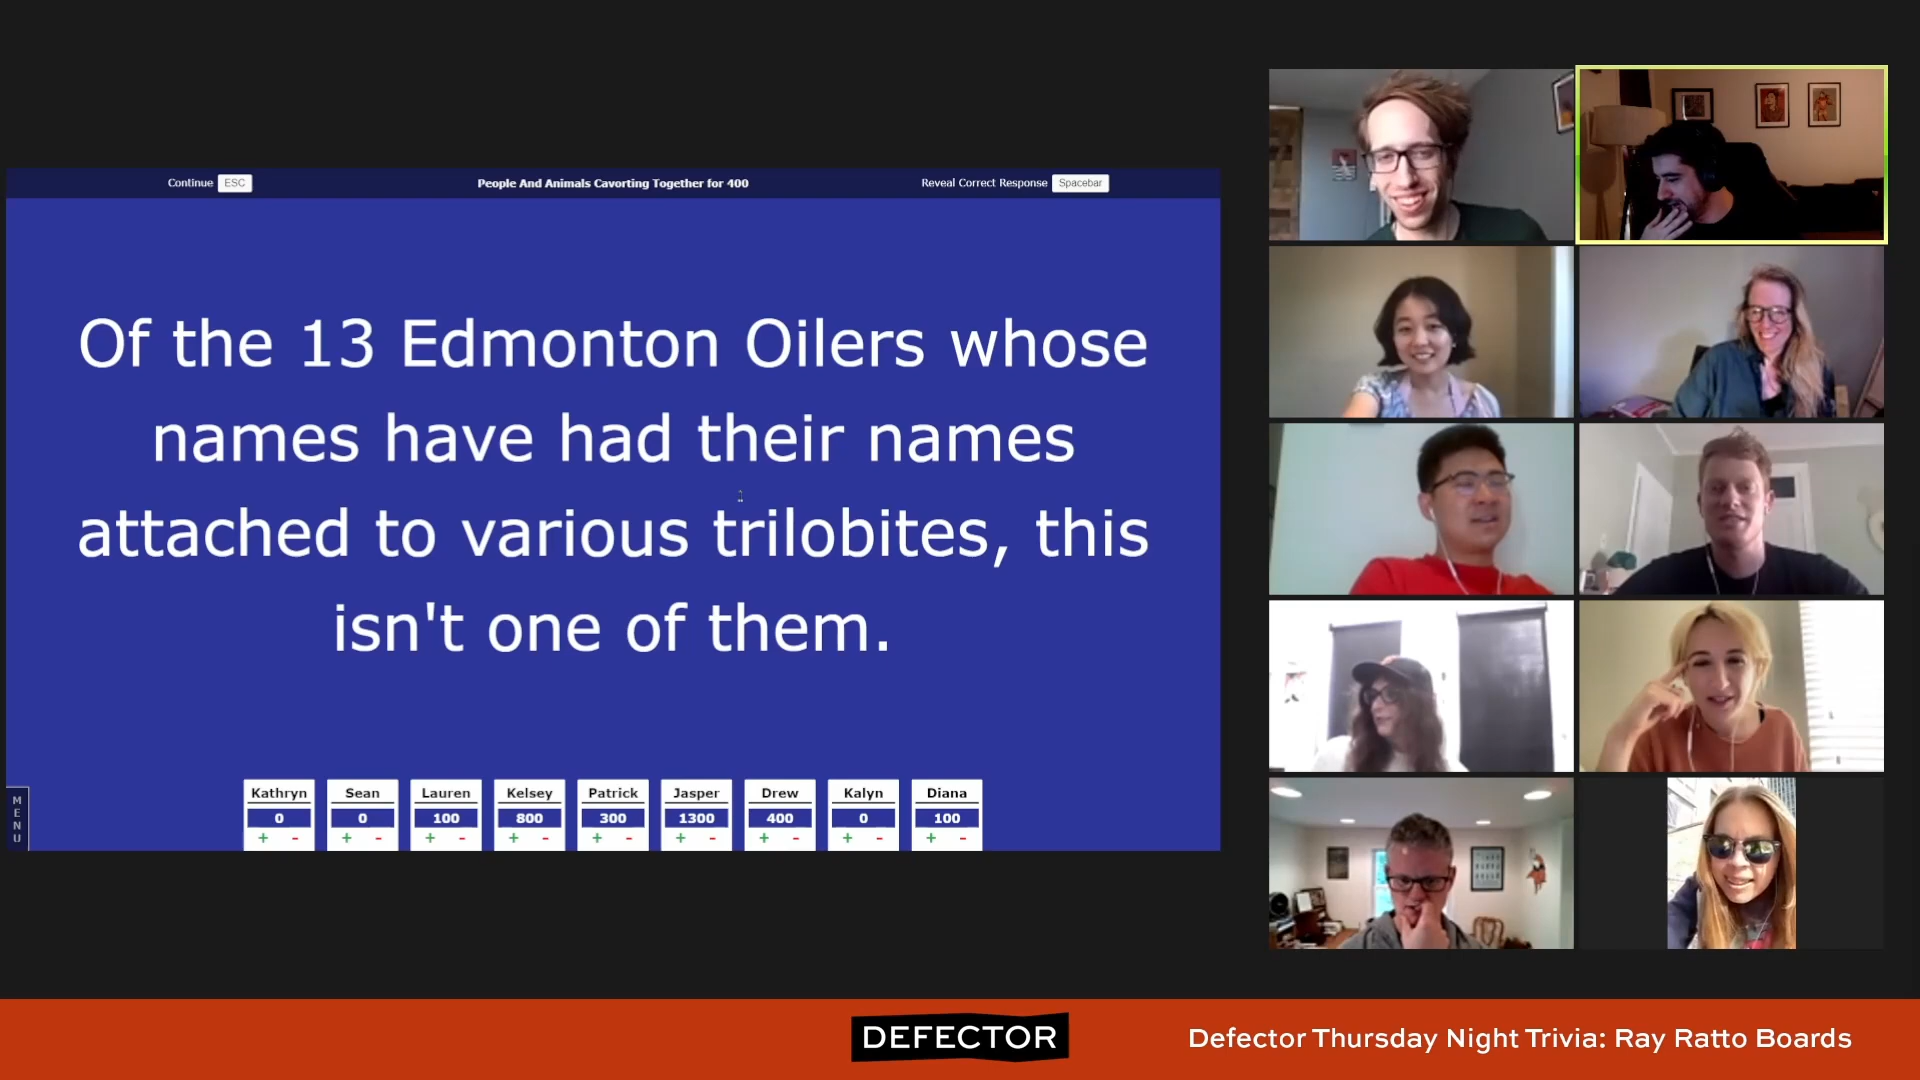 Continue ESC
People And Animals Cavorting Together for 400
Reveal Correct Response Spacebar
Of the 13 Edmonton Oilers whose
names have had their names
attached to various trilobites, this
isn't one of them.
MENU
Kathryn Sean Lauren Kelsey Patrick Jasper Drew Kalyn Diana
0 0 100 800 300 1300 400 0 100
+ - + - + - + - + - + - + - + - + -
DEFECTOR
Defector Thursday Night Trivia: Ray Ratto Boards